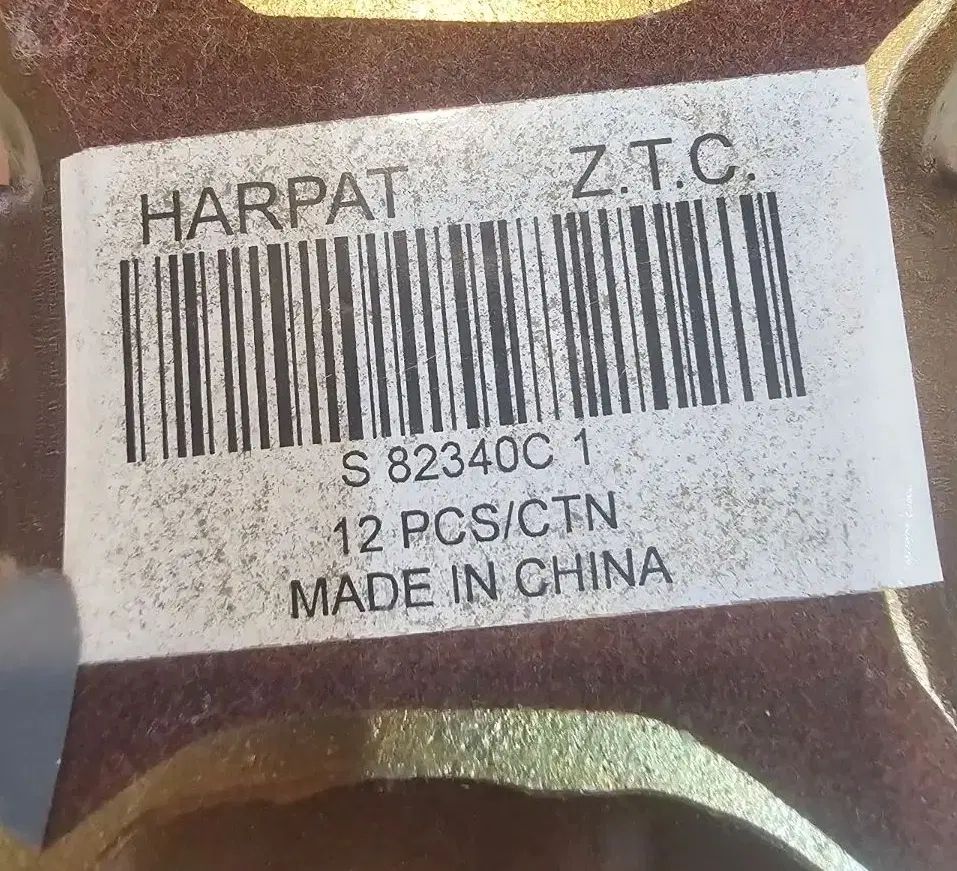 HARPAT Z.T.C.
S 82340C 1
12 PCS/CTN
MADE IN CHINA